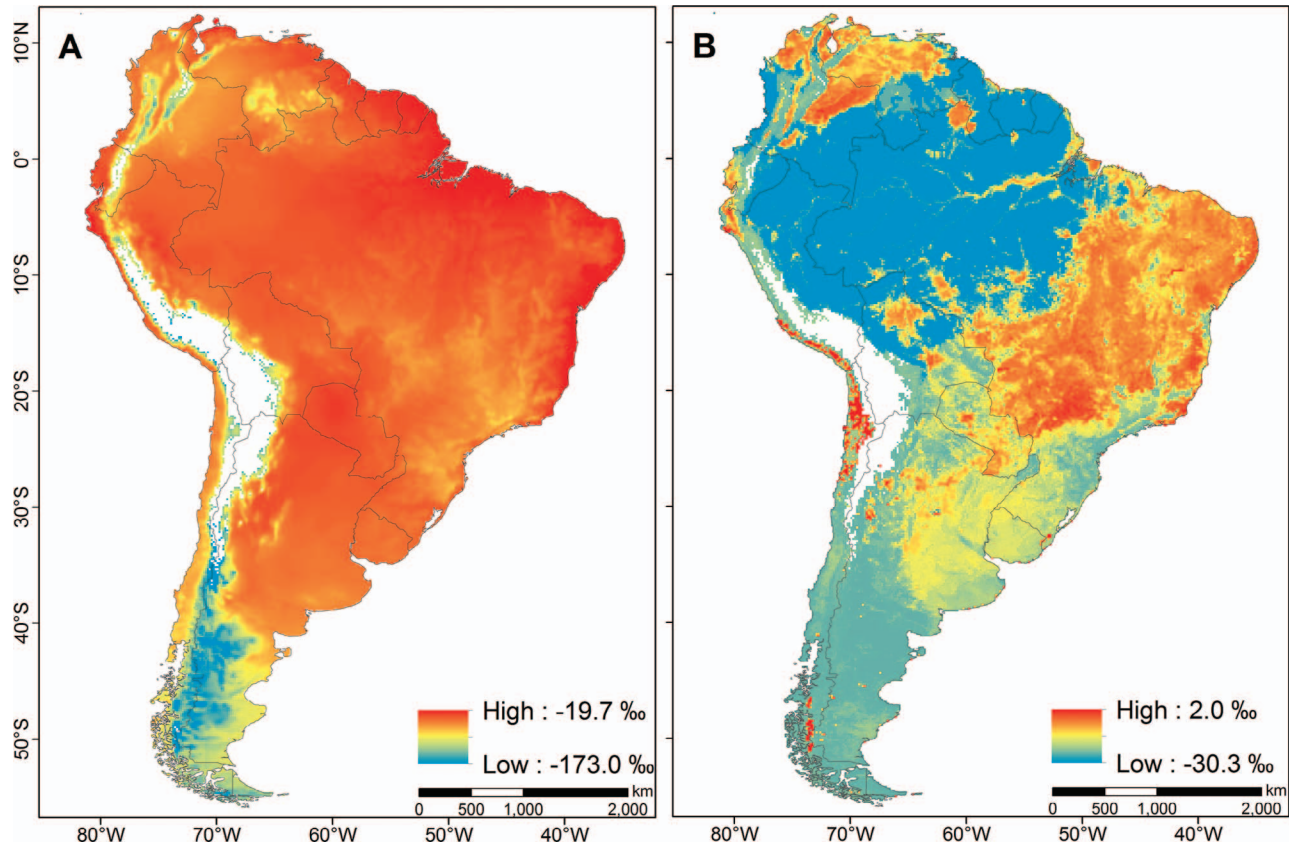 A
B
10°N
0°
10°S
20°S
30°S
40°S
50°S
High : -19.7 ‰
Low : -173.0 ‰
km
0 500 1,000 2,000
80°W 70°W 60°W 50°W 40°W
High : 2.0 ‰
Low : -30.3 ‰
km
0 500 1,000 2,000
80°W 70°W 60°W 50°W 40°W